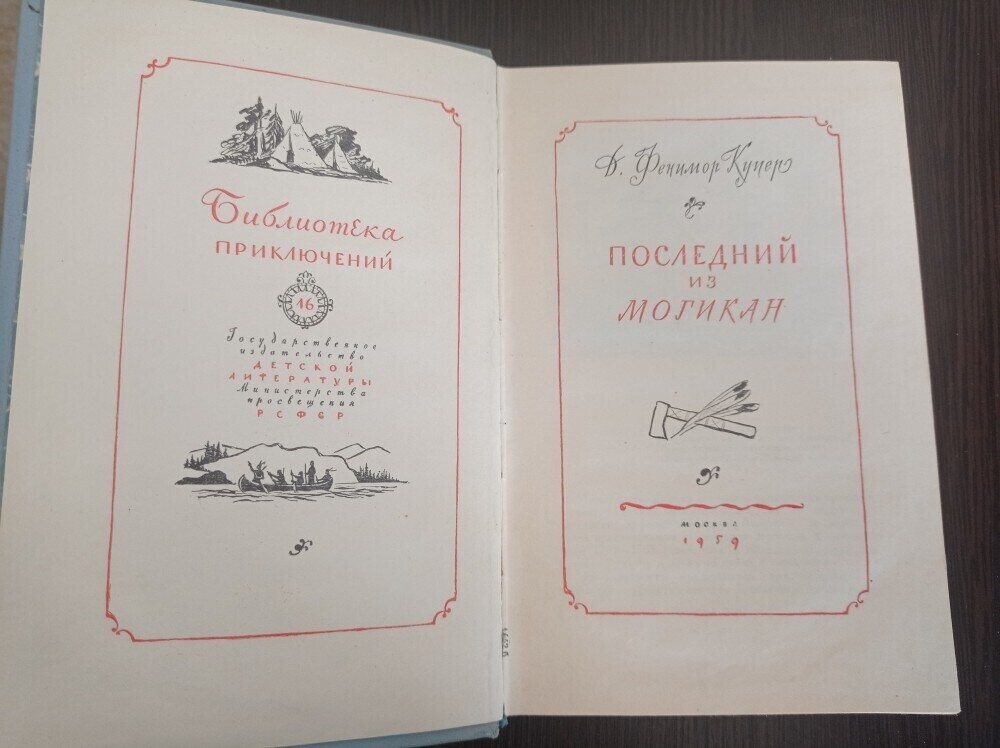 Библиотека
ПРИКЛЮЧЕНИЙ
16
Государственное
издательство
ДЕТСКОЙ
ЛИТЕРАТУРЫ
Министерства
просвещения
РСФСР
Д. Фенимор Купер
ПОСЛЕДНИЙ
ИЗ
МОГИКАН
МОСКВА
1959